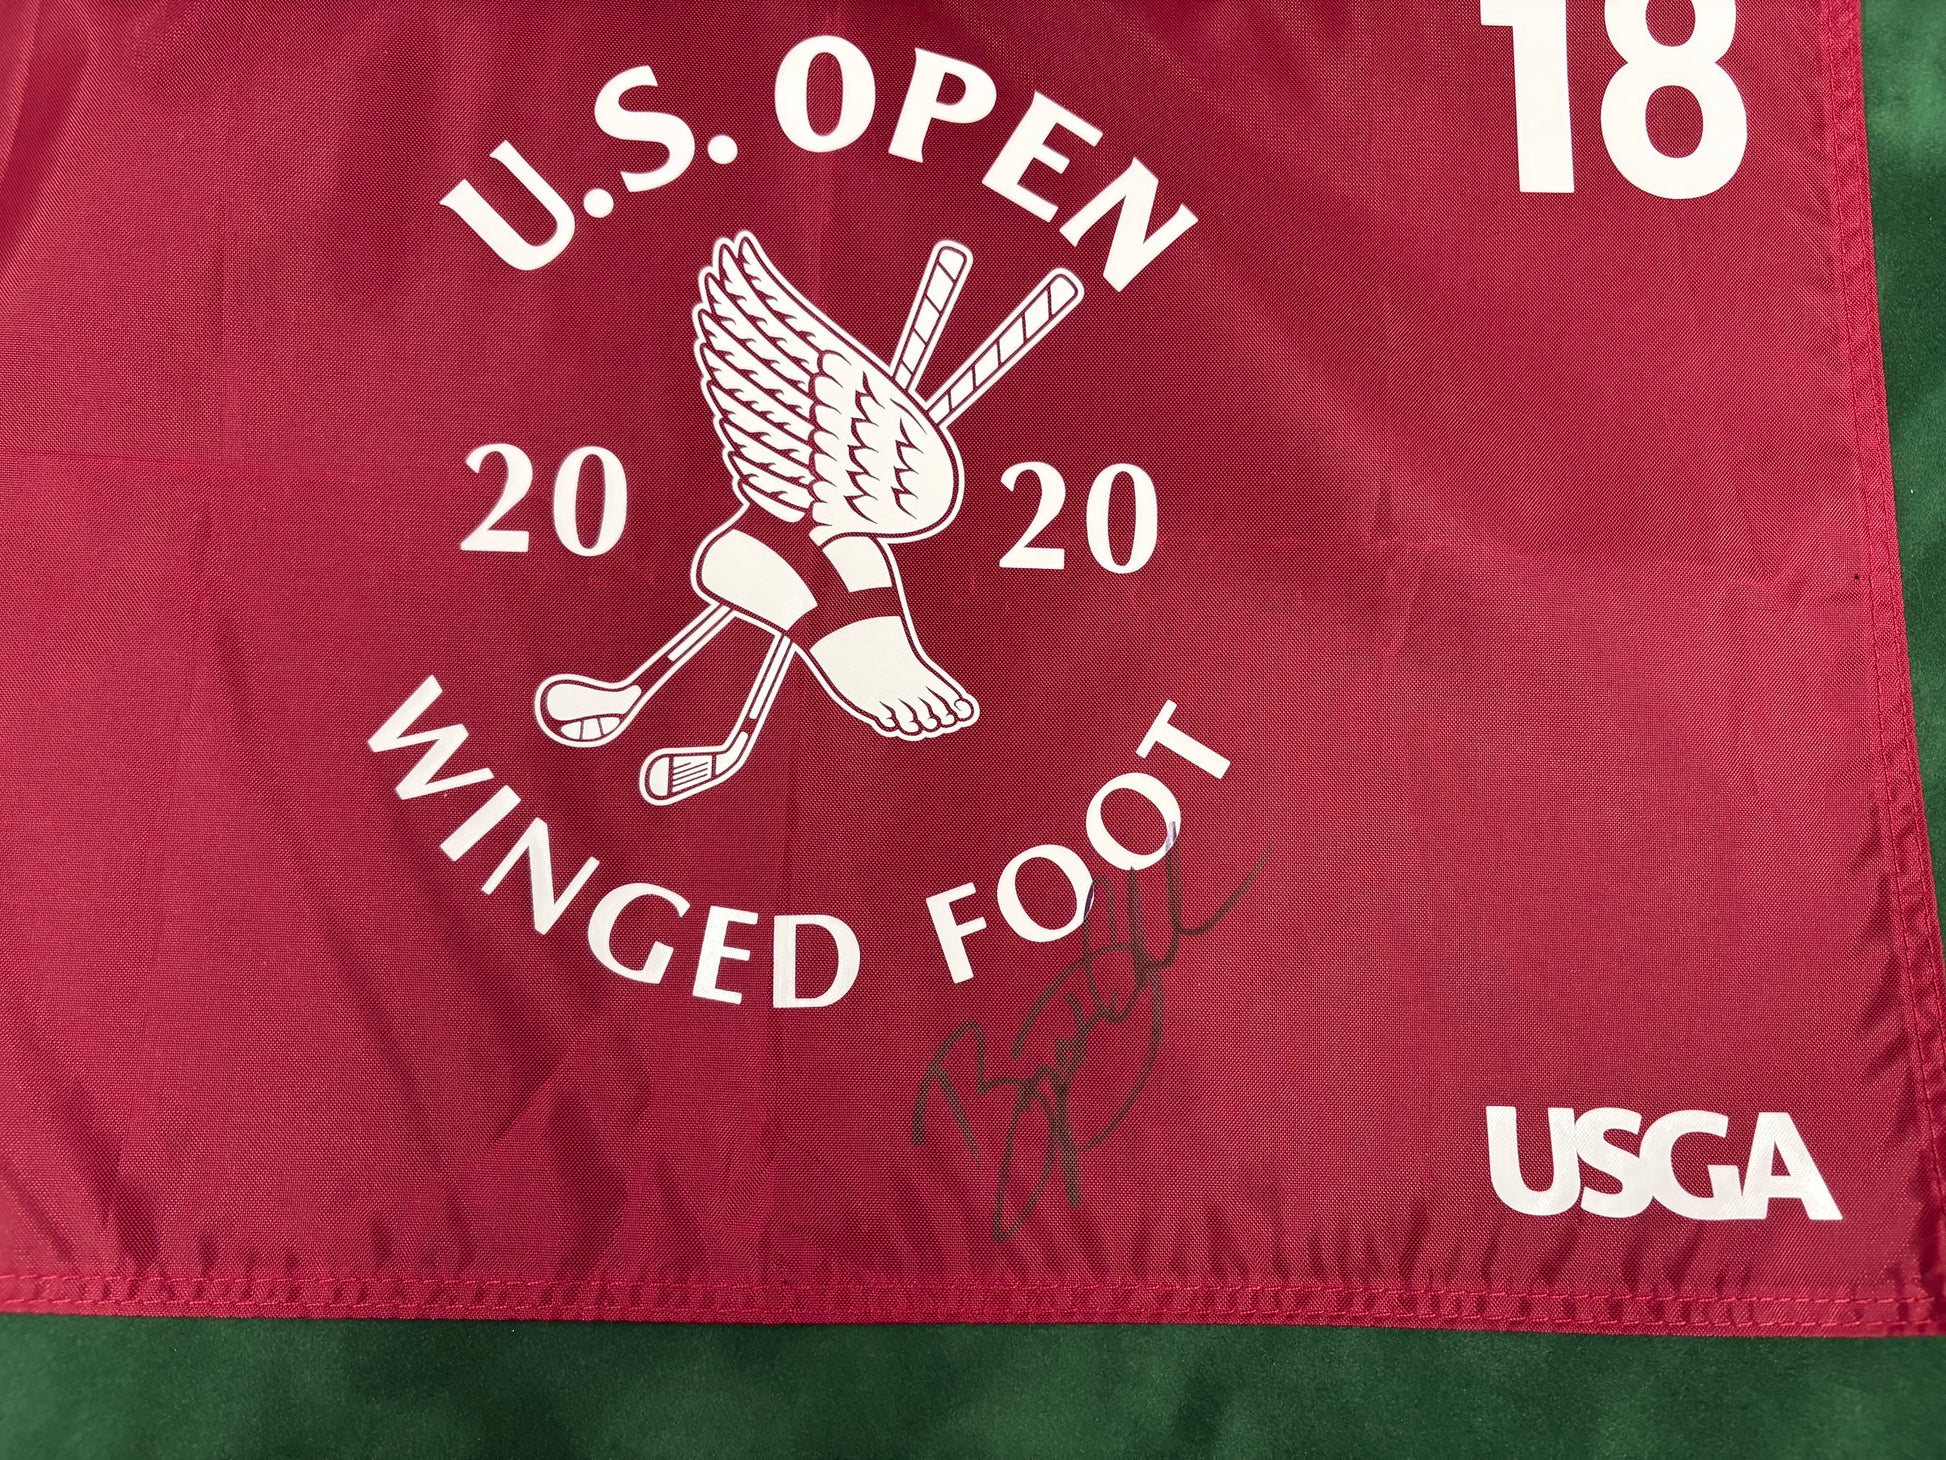 18
U.S. OPEN
20 20
WINGED FOOT
USGA